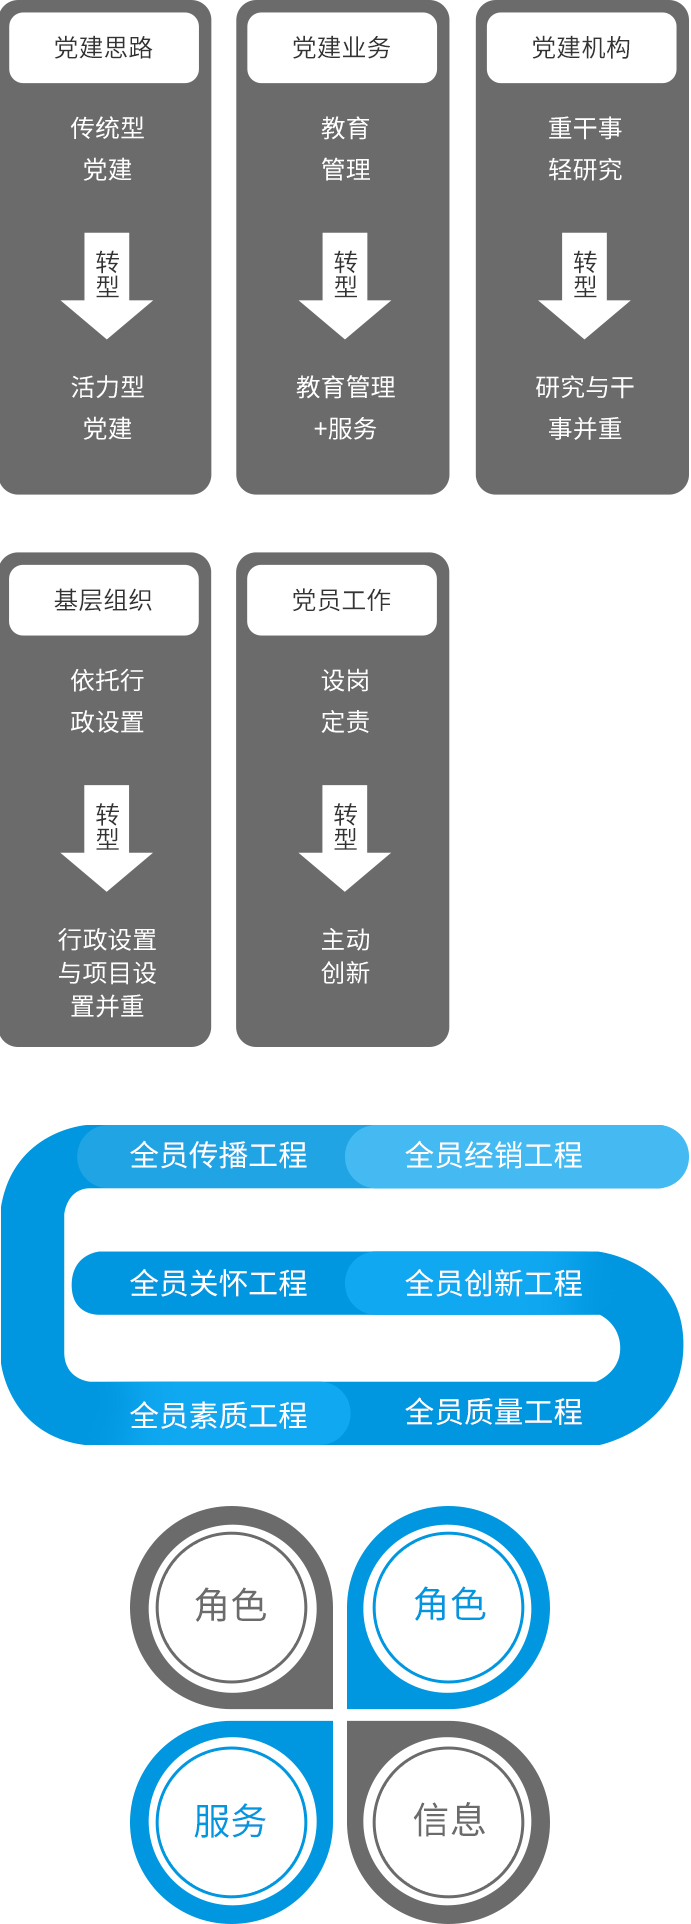 党建思路
传统型
党建
转
型
活力型
党建
党建业务
教育
管理
转
型
教育管理
+服务
党建机构
重干事
轻研究
转
型
研究与干
事并重
基层组织
依托行
政设置
转
型
行政设置
与项目设
置并重
党员工作
设岗
定责
转
型
主动
创新
全员传播工程
全员经销工程
全员关怀工程
全员创新工程
全员素质工程
全员质量工程
角色
角色
服务
信息